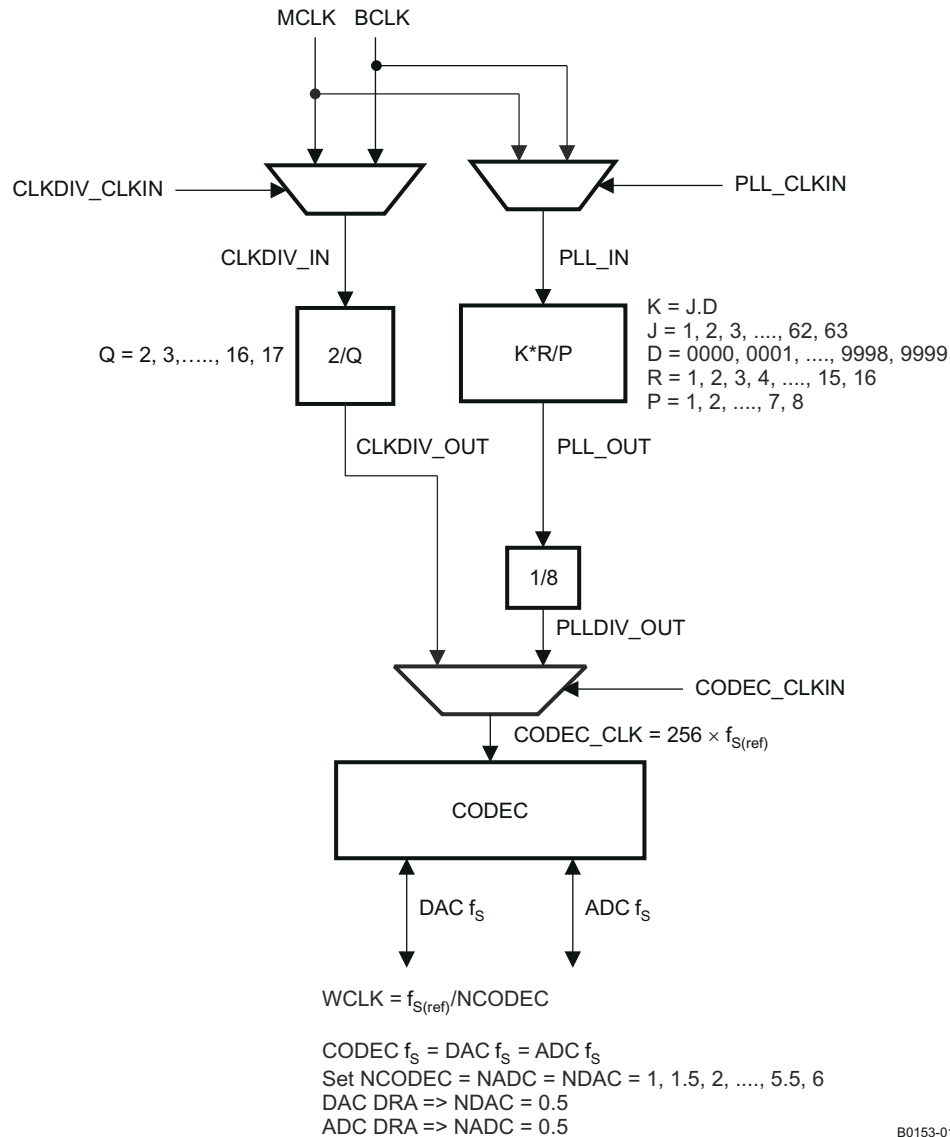 MCLK BCLK
CLKDIV_CLKIN
PLL_CLKIN
CLKDIV_IN
PLL_IN
Q = 2, 3,….., 16, 17
2/Q
K*R/P
K = J.D
J = 1, 2, 3, ...., 62, 63
D = 0000, 0001, ...., 9998, 9999
R = 1, 2, 3, 4, ...., 15, 16
P = 1, 2, ...., 7, 8
CLKDIV_OUT
PLL_OUT
1/8
PLLDIV_OUT
CODEC_CLKIN
CODEC_CLK = 256 × fS(ref)
CODEC
DAC fS
ADC fS
WCLK = fS(ref)/NCODEC
CODEC fS = DAC fS = ADC fS
Set NCODEC = NADC = NDAC = 1, 1.5, 2, ...., 5.5, 6
DAC DRA => NDAC = 0.5
ADC DRA => NADC = 0.5